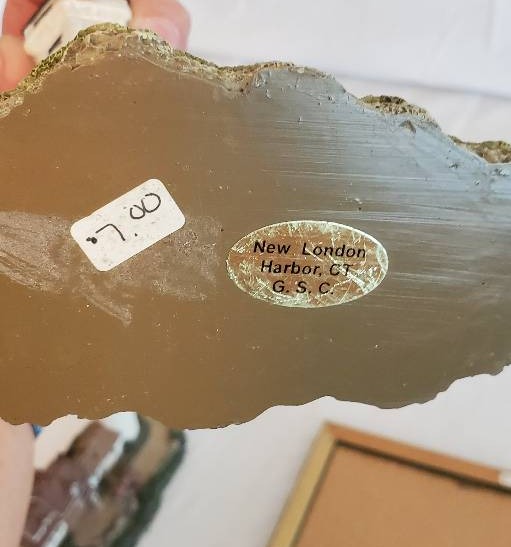 7.00
New London
Harbor, CT
G. S. C.